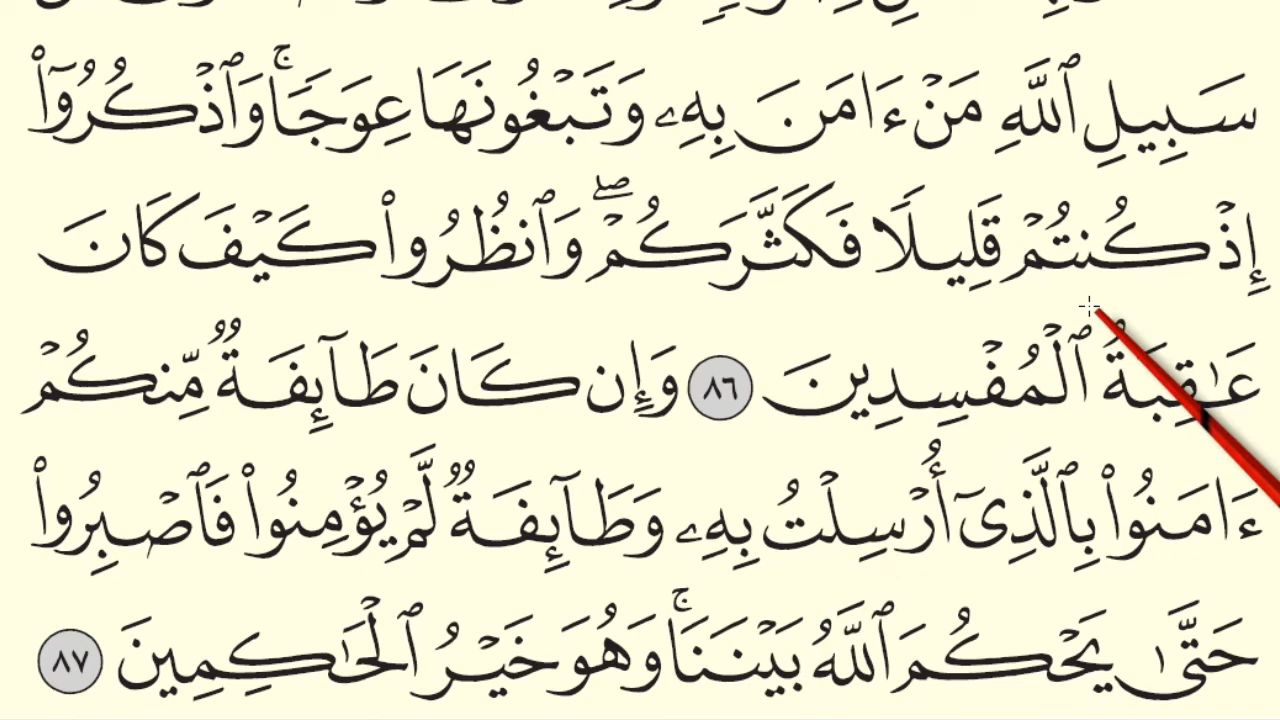 سَبِيلِ ٱللَّهِ مَنْ ءَامَنَ بِهِۦ وَتَبْغُونَهَا عِوَجًاۚ وَٱذْكُرُوٓا۟
إِذْ كُنتُمْ قَلِيلًا فَكَثَّرَكُمْۖ وَٱنظُرُوا۟ كَيْفَ كَانَ
عَٰقِبَةُ ٱلْمُفْسِدِينَ ٨٦ وَإِن كَانَ طَآئِفَةٌ مِّنكُمْ
ءَامَنُوا۟ بِٱلَّذِىٓ أُرْسِلْتُ بِهِۦ وَطَآئِفَةٌ لَّمْ يُؤْمِنُوا۟ فَٱصْبِرُوا۟
حَتَّىٰ يَحْكُمَ ٱللَّهُ بَيْنَنَاۚ وَهُوَ خَيْرُ ٱلْحَٰكِمِينَ ٨٧